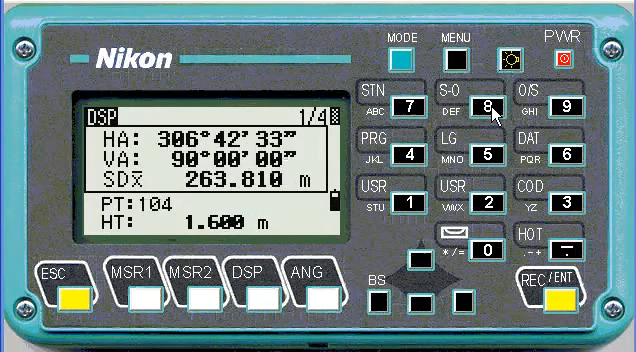 MODE MENU PWR
Nikon
STN S-O O/S
ABC 7 DEF 8 GHI 9
DSP 1/4
HA: 306°42'33"
VA: 90°00'00"
SDx̄ 263.810 m
PT:104
HT: 1.600 m
PRG LG DAT
JKL 4 MNO 5 PQR 6
USR USR COD
STU 1 VWX 2 YZ 3
HOT
*/= 0 .-+ –.
ESC MSR1 MSR2 DSP ANG BS REC/ENT